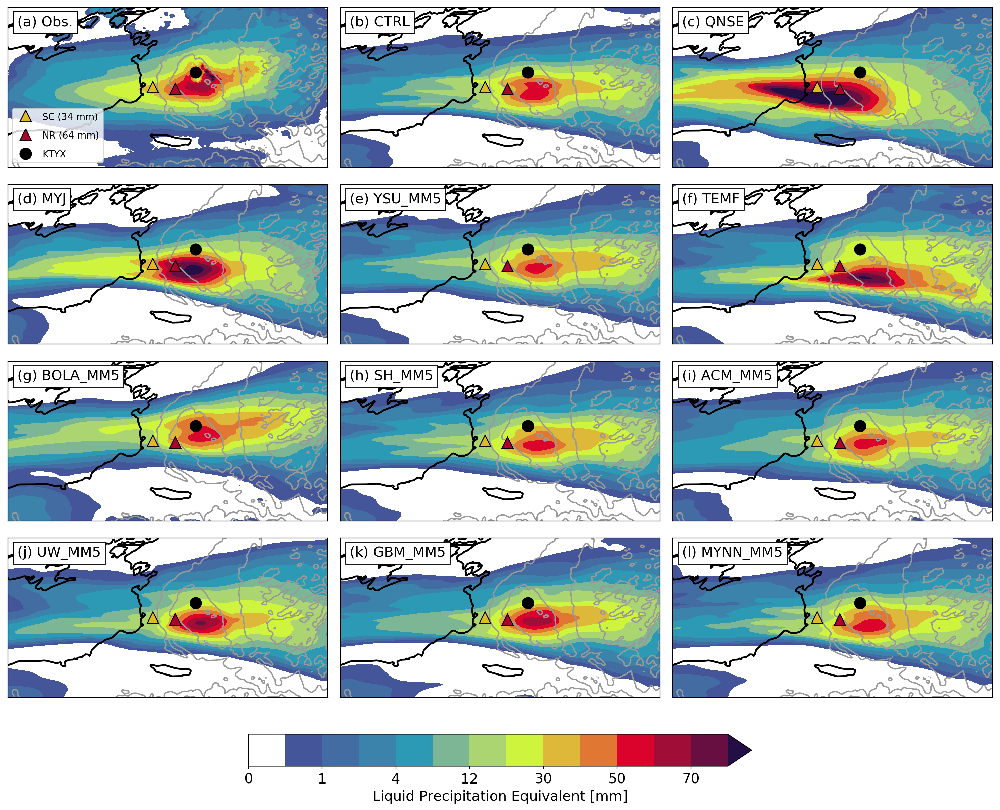 (a) Obs.
(b) CTRL
(c) QNSE
SC (34 mm)
NR (64 mm)
KTYX
(d) MYJ
(e) YSU_MM5
(f) TEMF
(g) BOLA_MM5
(h) SH_MM5
(i) ACM_MM5
(j) UW_MM5
(k) GBM_MM5
(l) MYNN_MM5
0 1 4 12 30 50 70
Liquid Precipitation Equivalent [mm]